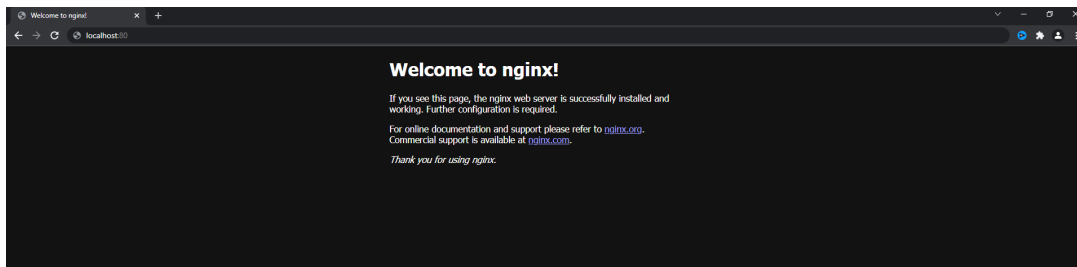 Welcome to nginx!
localhost:80
Welcome to nginx!
If you see this page, the nginx web server is successfully installed and
working. Further configuration is required.
For online documentation and support please refer to nginx.org.
Commercial support is available at nginx.com.
Thank you for using nginx.